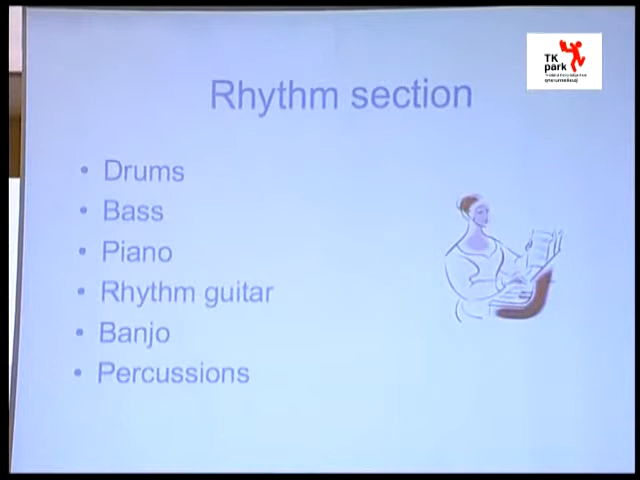 TK
park
Rhythm section
• Drums
• Bass
• Piano
• Rhythm guitar
• Banjo
• Percussions